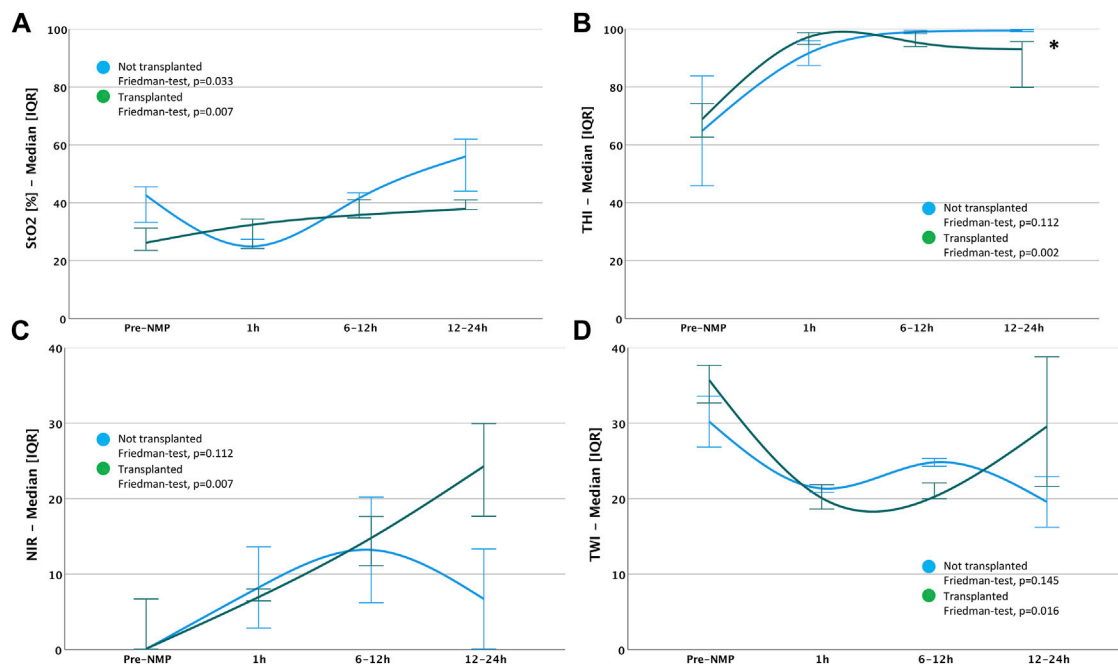 A
StO2 [%] – Median [IQR]
100
80
60
40
20
0
Not transplanted
Friedman-test, p=0.033
Transplanted
Friedman-test, p=0.007
Pre-NMP 1h 6-12h 12-24h
B
THI – Median [IQR]
100
80
60
40
20
0
*
Not transplanted
Friedman-test, p=0.112
Transplanted
Friedman-test, p=0.002
Pre-NMP 1h 6-12h 12-24h
C
NIR – Median [IQR]
40
30
20
10
0
Not transplanted
Friedman-test, p=0.112
Transplanted
Friedman-test, p=0.007
Pre-NMP 1h 6-12h 12-24h
D
TWI – Median [IQR]
40
30
20
10
0
Not transplanted
Friedman-test, p=0.145
Transplanted
Friedman-test, p=0.016
Pre-NMP 1h 6-12h 12-24h